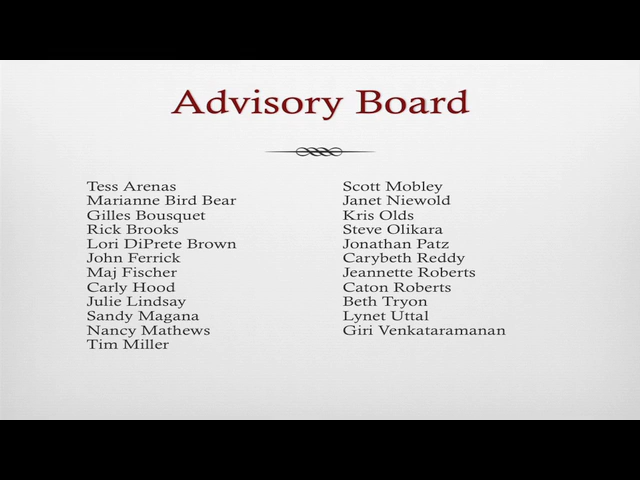 Advisory Board
Tess Arenas
Marianne Bird Bear
Gilles Bousquet
Rick Brooks
Lori DiPrete Brown
John Ferrick
Maj Fischer
Carly Hood
Julie Lindsay
Sandy Magana
Nancy Mathews
Tim Miller
Scott Mobley
Janet Niewold
Kris Olds
Steve Olikara
Jonathan Patz
Carybeth Reddy
Jeannette Roberts
Caton Roberts
Beth Tryon
Lynet Uttal
Giri Venkataramanan